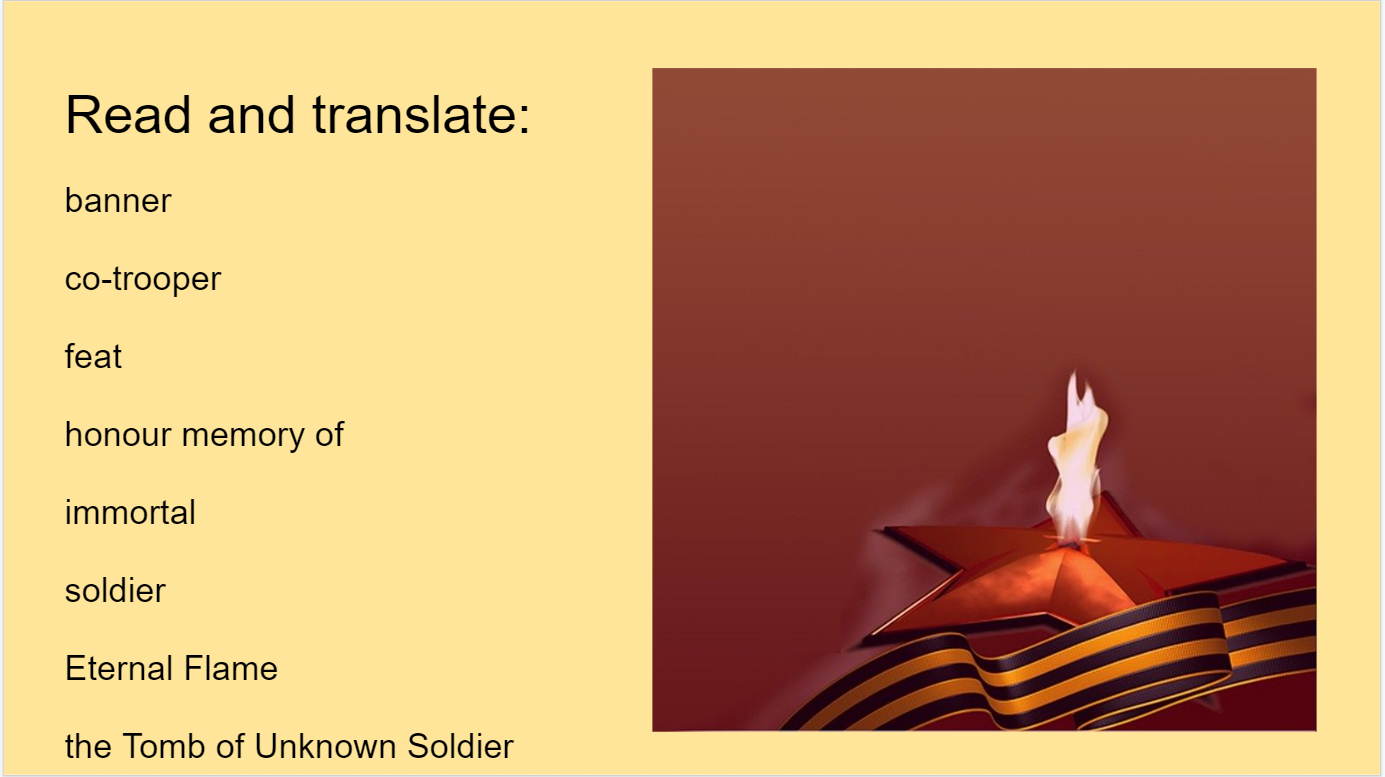 Read and translate:
banner
co-trooper
feat
honour memory of
immortal
soldier
Eternal Flame
the Tomb of Unknown Soldier